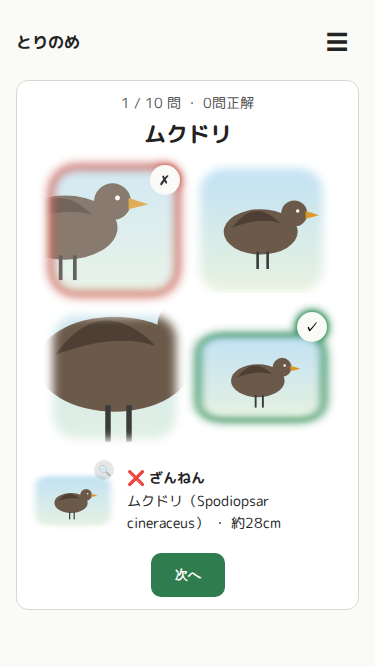 とりのめ
1 / 10 問 · 0問正解
ムクドリ
✗
✓
❌ ざんねん
ムクドリ（Spodiopsar
cineraceus） · 約28cm
次へ